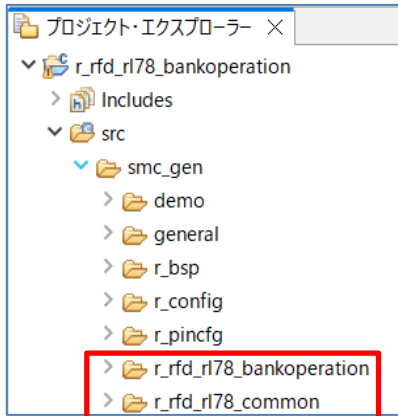 プロジェクト・エクスプローラー
r_rfd_rl78_bankoperation
Includes
src
smc_gen
demo
general
r_bsp
r_config
r_pincfg
r_rfd_rl78_bankoperation
r_rfd_rl78_common